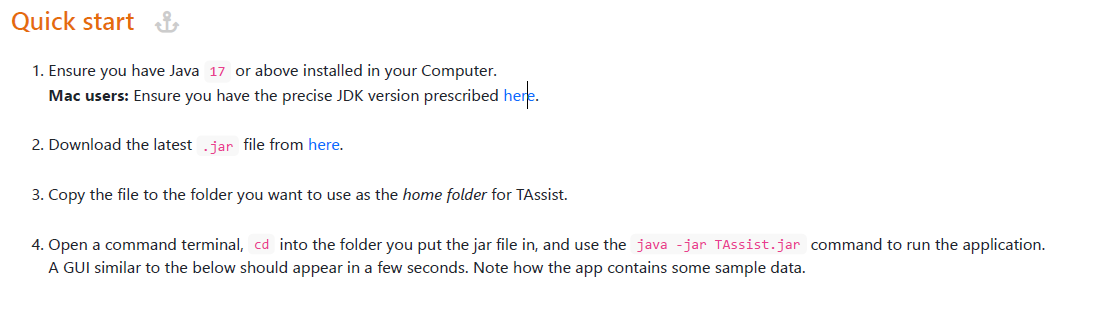 Quick start
1. Ensure you have Java 17 or above installed in your Computer.
Mac users: Ensure you have the precise JDK version prescribed here.
2. Download the latest .jar file from here.
3. Copy the file to the folder you want to use as the home folder for TAssist.
4. Open a command terminal, cd into the folder you put the jar file in, and use the java -jar TAssist.jar command to run the application.
A GUI similar to the below should appear in a few seconds. Note how the app contains some sample data.